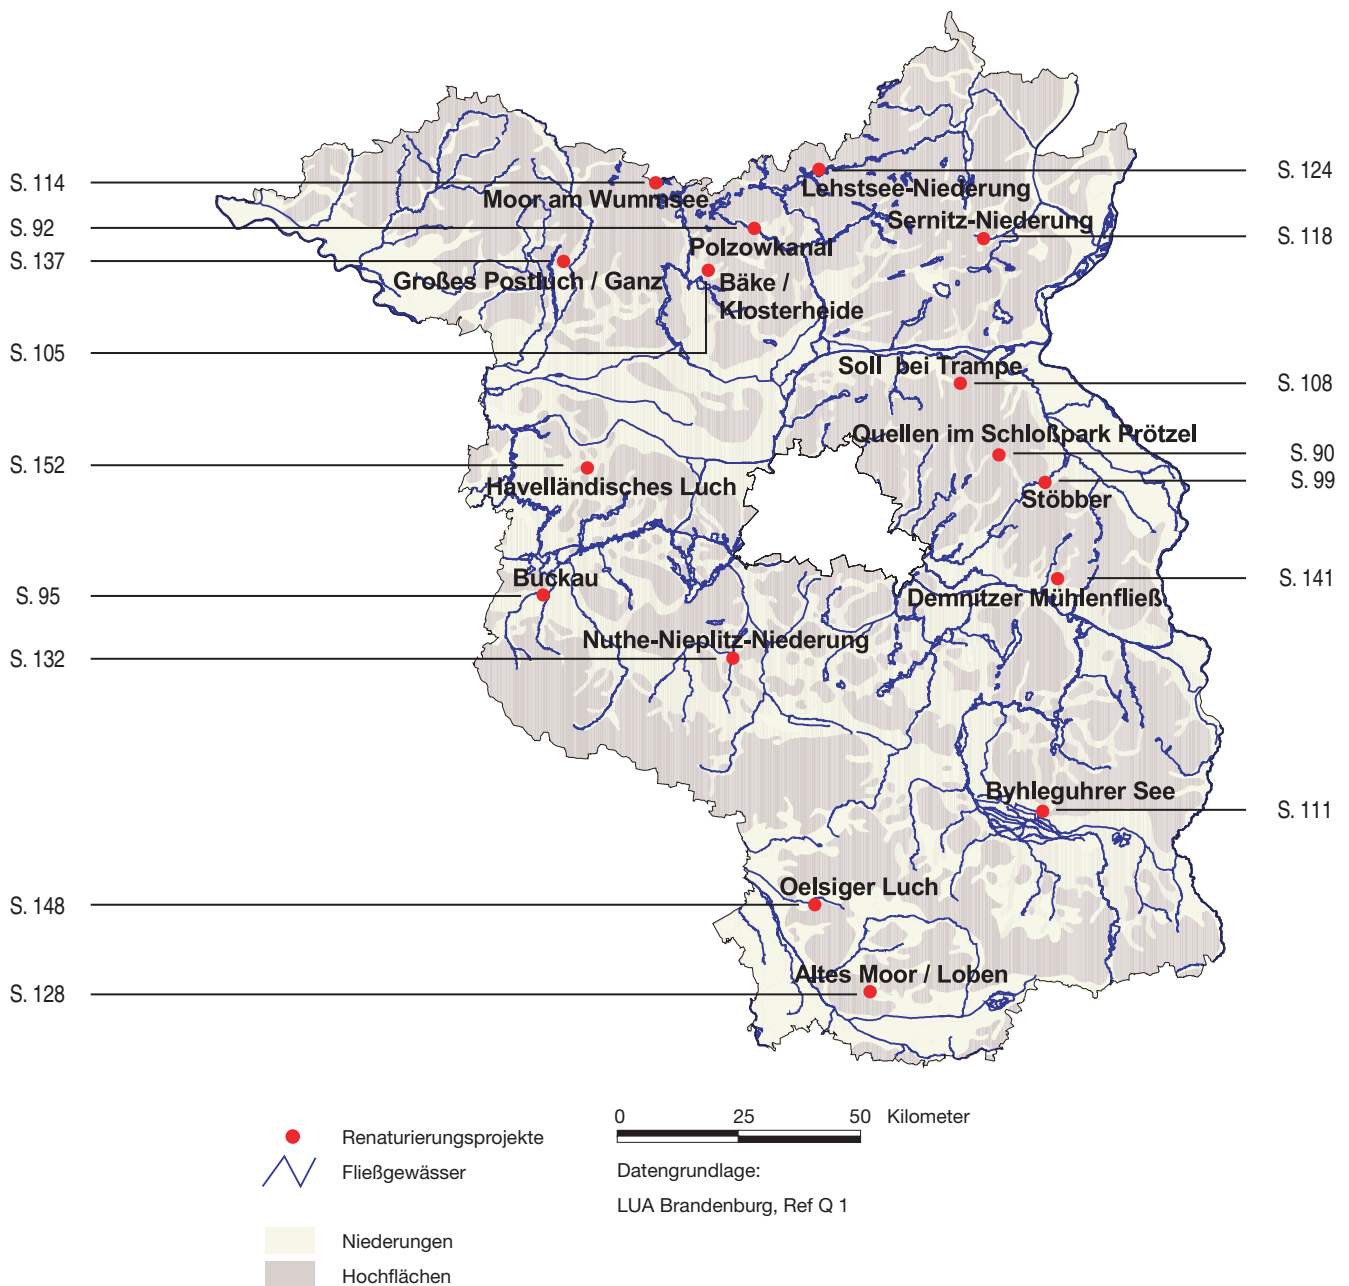 S. 114
Moor am Wummsee
S. 92
Polzowkanal
S. 137
Großes Postluch / Ganz
S. 105
Bäke /
Klosterheide
S. 124
Lehstsee-Niederung
Sernitz-Niederung
S. 118
Soll bei Trampe
S. 108
Quellen im Schloßpark Prötzel
S. 90
S. 99
Stöbber
S. 152
Havelländisches Luch
S. 141
Demnitzer Mühlenfließ
S. 95
Buckau
S. 132
Nuthe-Nieplitz-Niederung
Byhleguhrer See
S. 111
S. 148
Oelsiger Luch
S. 128
Altes Moor / Loben
Renaturierungsprojekte
Fließgewässer
Niederungen
Hochflächen
0 25 50 Kilometer
Datengrundlage:
LUA Brandenburg, Ref Q 1